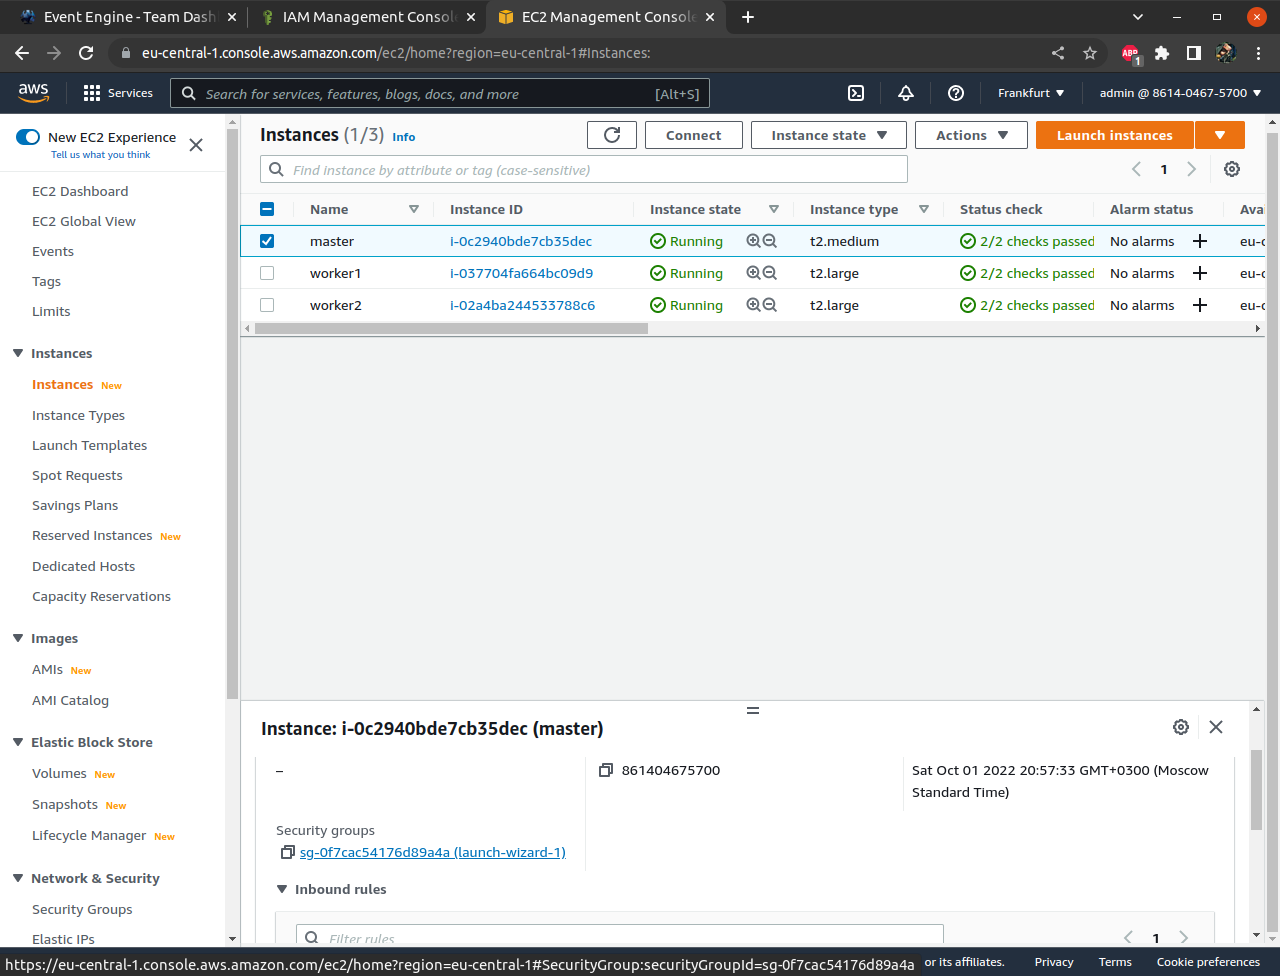 Event Engine - Team Dash
IAM Management Console
EC2 Management Console
eu-central-1.console.aws.amazon.com/ec2/home?region=eu-central-1#Instances:
ABP
1
aws
Services
Search for services, features, blogs, docs, and more
[Alt+S]
Frankfurt
admin @ 8614-0467-5700
New EC2 Experience
Tell us what you think
EC2 Dashboard
EC2 Global View
Events
Tags
Limits
Instances
Instances New
Instance Types
Launch Templates
Spot Requests
Savings Plans
Reserved Instances New
Dedicated Hosts
Capacity Reservations
Images
AMIs New
AMI Catalog
Elastic Block Store
Volumes New
Snapshots New
Lifecycle Manager New
Network & Security
Security Groups
Elastic IPs
Instances (1/3) Info
Connect
Instance state
Actions
Launch instances
Find instance by attribute or tag (case-sensitive)
1
Name Instance ID Instance state Instance type Status check Alarm status Avai
master i-0c2940bde7cb35dec Running t2.medium 2/2 checks passed No alarms eu-c
worker1 i-037704fa664bc09d9 Running t2.large 2/2 checks passed No alarms eu-c
worker2 i-02a4ba244533788c6 Running t2.large 2/2 checks passed No alarms eu-c
Instance: i-0c2940bde7cb35dec (master)
–
861404675700
Sat Oct 01 2022 20:57:33 GMT+0300 (Moscow
Standard Time)
Security groups
sg-0f7cac54176d89a4a (launch-wizard-1)
Inbound rules
Filter rules
1
https://eu-central-1.console.aws.amazon.com/ec2/home?region=eu-central-1#SecurityGroup:securityGroupId=sg-0f7cac54176d89a4a
or its affiliates.
Privacy
Terms
Cookie preferences